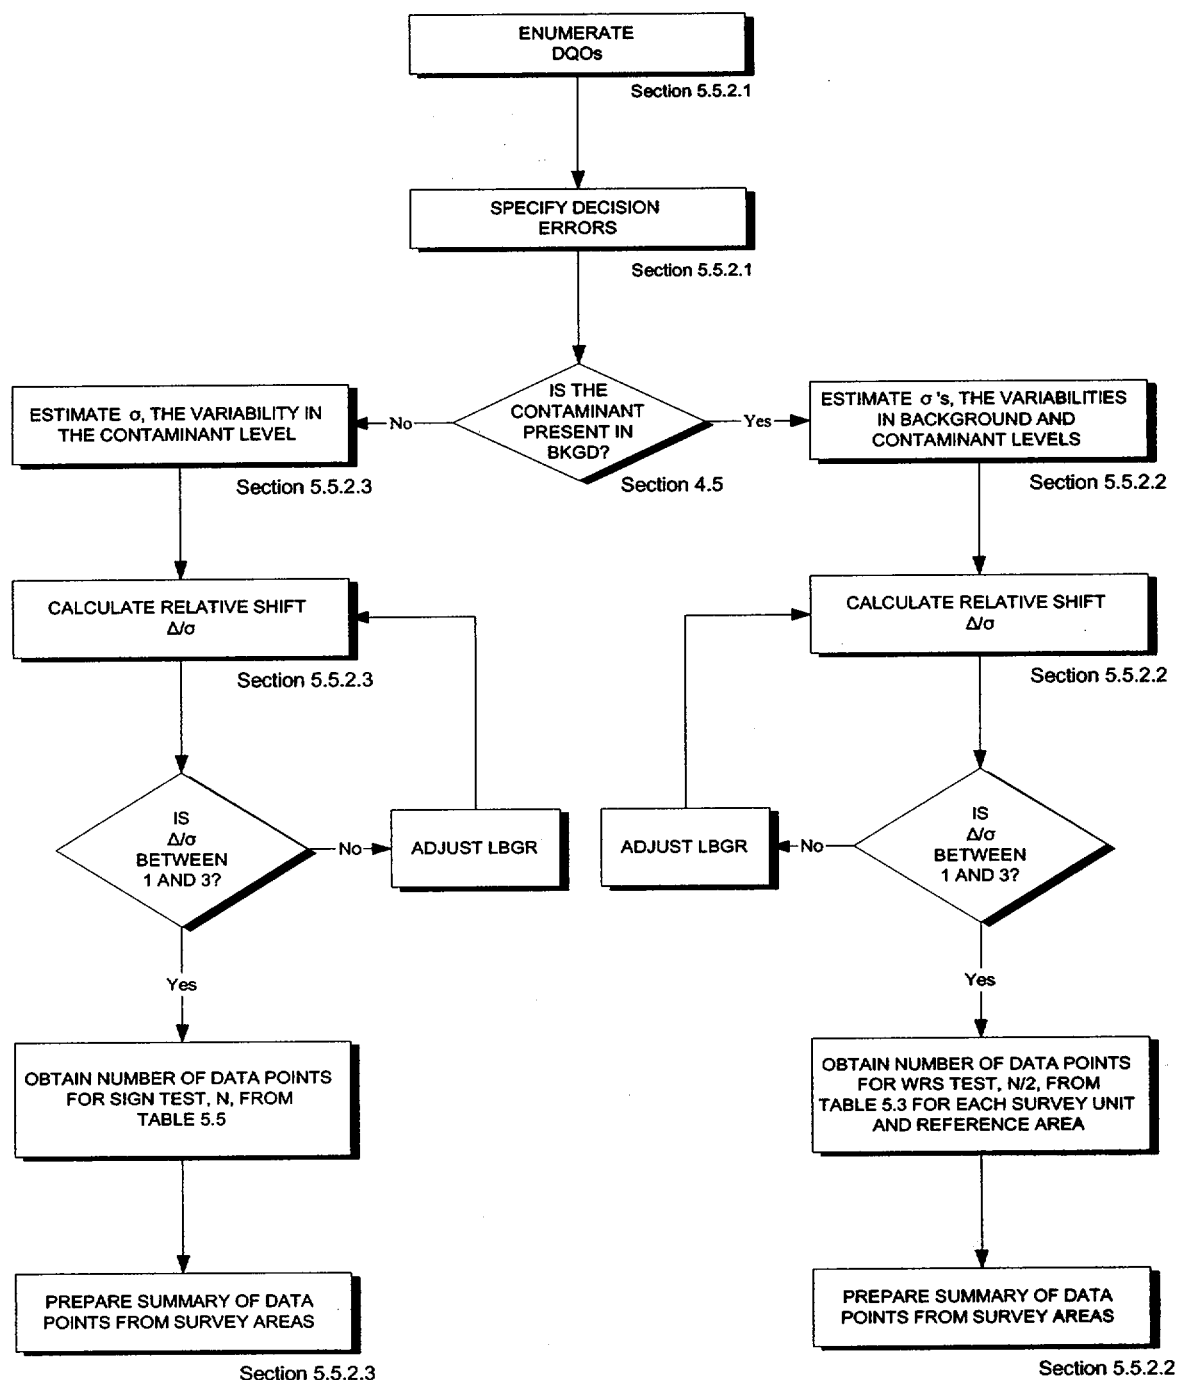 ENUMERATE
DQOs
Section 5.5.2.1
SPECIFY DECISION
ERRORS
Section 5.5.2.1
IS THE
CONTAMINANT
PRESENT IN
BKGD?
Section 4.5
No
Yes
ESTIMATE σ, THE VARIABILITY IN
THE CONTAMINANT LEVEL
Section 5.5.2.3
ESTIMATE σ's, THE VARIABILITIES
IN BACKGROUND AND
CONTAMINANT LEVELS
Section 5.5.2.2
CALCULATE RELATIVE SHIFT
Δ/σ
Section 5.5.2.3
CALCULATE RELATIVE SHIFT
Δ/σ
Section 5.5.2.2
IS
Δ/σ
BETWEEN
1 AND 3?
No
ADJUST LBGR
ADJUST LBGR
No
IS
Δ/σ
BETWEEN
1 AND 3?
Yes
Yes
OBTAIN NUMBER OF DATA POINTS
FOR SIGN TEST, N, FROM
TABLE 5.5
OBTAIN NUMBER OF DATA POINTS
FOR WRS TEST, N/2, FROM
TABLE 5.3 FOR EACH SURVEY UNIT
AND REFERENCE AREA
PREPARE SUMMARY OF DATA
POINTS FROM SURVEY AREAS
Section 5.5.2.3
PREPARE SUMMARY OF DATA
POINTS FROM SURVEY AREAS
Section 5.5.2.2